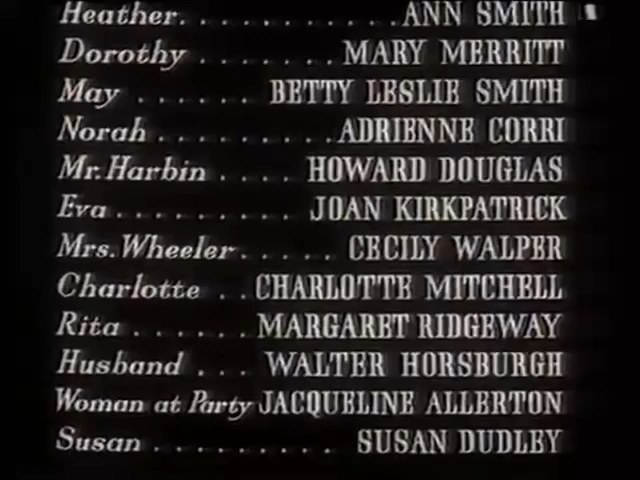 Heather. . . . . . . . . . . ANN SMITH
Dorothy . . . . . . . MARY MERRITT
May . . . . . . BETTY LESLIE SMITH
Norah . . . . . . . . . ADRIENNE CORRI
Mr. Harbin . . . . HOWARD DOUGLAS
Eva . . . . . . . . . . JOAN KIRKPATRICK
Mrs. Wheeler . . . . . CECILY WALPER
Charlotte . . CHARLOTTE MITCHELL
Rita . . . . . . MARGARET RIDGEWAY
Husband . . . WALTER HORSBURGH
Woman at Party JACQUELINE ALLERTON
Susan . . . . . . . . . SUSAN DUDLEY